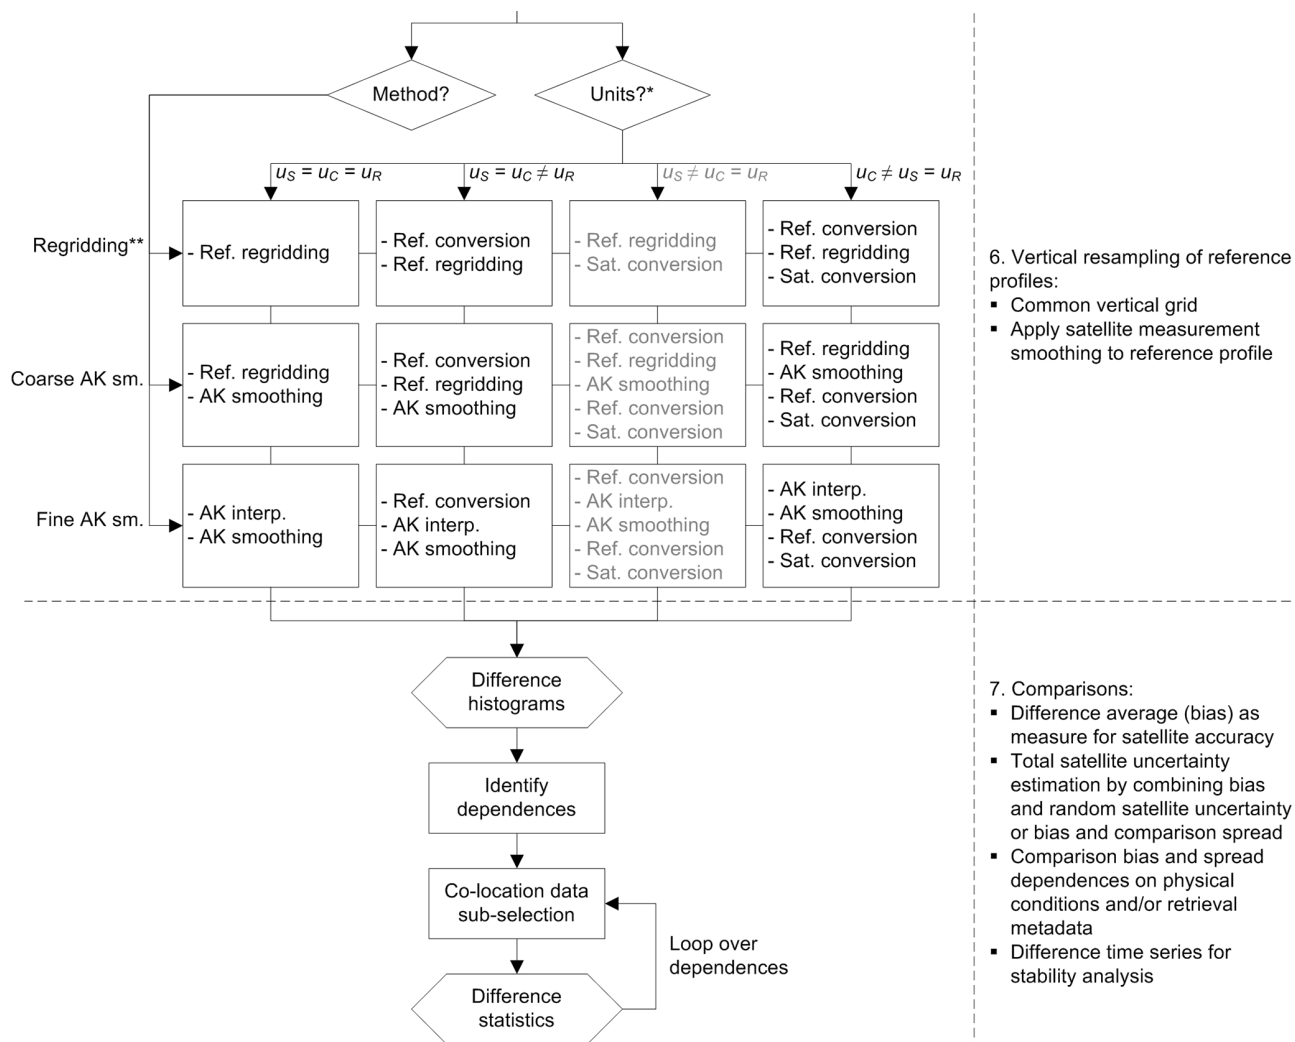 Method?
Units?*
uS = uC = uR
uS = uC ≠ uR
uS ≠ uC = uR
uC ≠ uS = uR
Regridding**
- Ref. regridding
- Ref. conversion
- Ref. regridding
- Ref. regridding
- Sat. conversion
- Ref. conversion
- Ref. regridding
- Sat. conversion
Coarse AK sm.
- Ref. regridding
- AK smoothing
- Ref. conversion
- Ref. regridding
- AK smoothing
- Ref. conversion
- Ref. regridding
- AK smoothing
- Ref. conversion
- Sat. conversion
- Ref. regridding
- AK smoothing
- Ref. conversion
- Sat. conversion
Fine AK sm.
- AK interp.
- AK smoothing
- Ref. conversion
- AK interp.
- AK smoothing
- Ref. conversion
- AK interp.
- AK smoothing
- Ref. conversion
- Sat. conversion
- AK interp.
- AK smoothing
- Ref. conversion
- Sat. conversion
6. Vertical resampling of reference
profiles:
▪ Common vertical grid
▪ Apply satellite measurement
smoothing to reference profile
Difference
histograms
Identify
dependences
Co-location data
sub-selection
Loop over
dependences
Difference
statistics
7. Comparisons:
▪ Difference average (bias) as
measure for satellite accuracy
▪ Total satellite uncertainty
estimation by combining bias
and random satellite uncertainty
or bias and comparison spread
▪ Comparison bias and spread
dependences on physical
conditions and/or retrieval
metadata
▪ Difference time series for
stability analysis